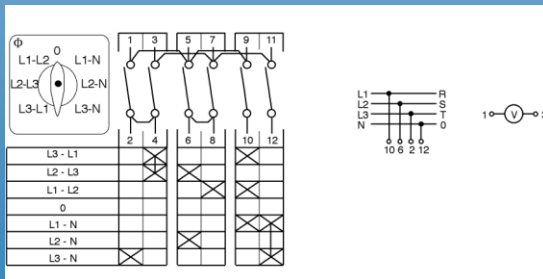 Φ
0
L1-L2 L1-N
L2-L3 L2-N
L3-L1 L3-N
1 3 5 7 9 11
2 4 6 8 10 12
L3 - L1
L2 - L3
L1 - L2
0
L1 - N
L2 - N
L3 - N
L1 R
L2 S
L3 T
N 0
10 6 2 12
1 V 3